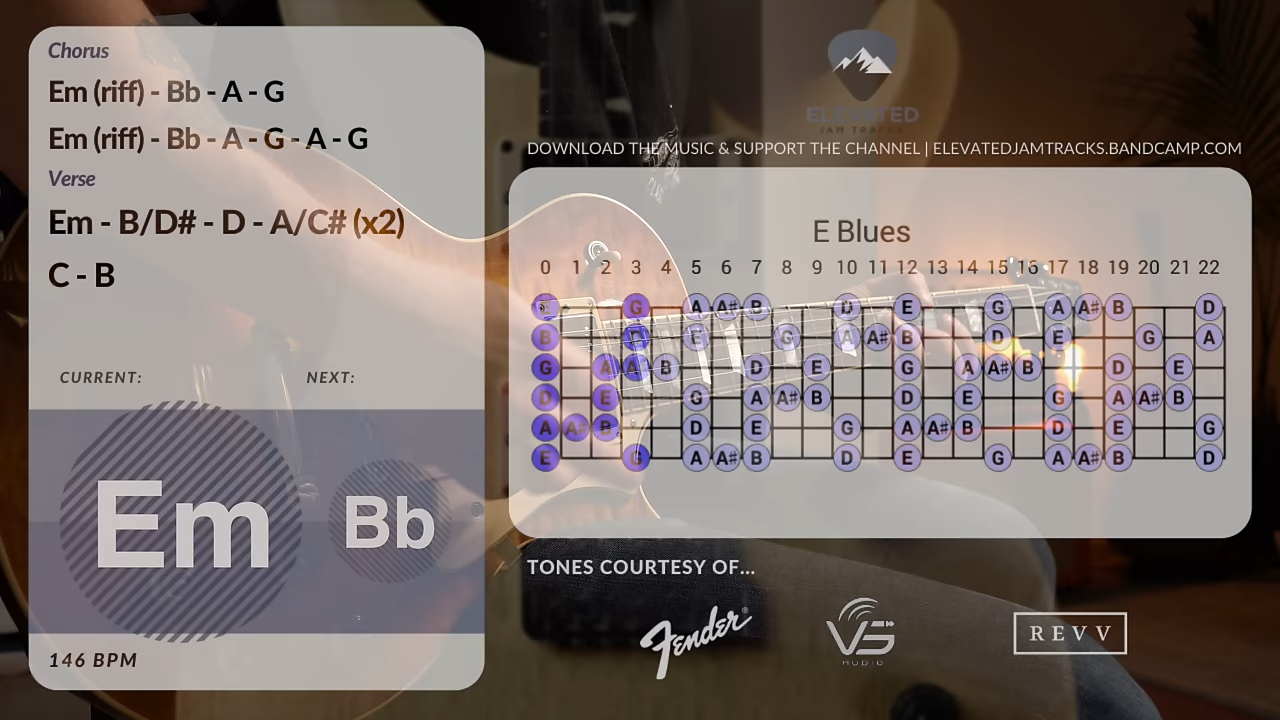 Chorus
Em (riff) - Bb - A - G
Em (riff) - Bb - A - G - A - G
Verse
Em - B/D# - D - A/C# (x2)
C - B
CURRENT:
NEXT:
Em
Bb
146 BPM
ELEVATED
JAM TRACKS
DOWNLOAD THE MUSIC & SUPPORT THE CHANNEL | ELEVATEDJAMTRACKS.BANDCAMP.COM
E Blues
0 1 2 3 4 5 6 7 8 9 10 11 12 13 14 15 16 17 18 19 20 21 22
E G A A# B D E G A A# B D
B D E G A A# B D E G A
G A A# B D E G A A# B D E
D E G A A# B D E G A A# B
A A# B D E G A A# B D E G
E G A A# B D E G A A# B D
TONES COURTESY OF...
Fender
VS
AUDIO
REVV